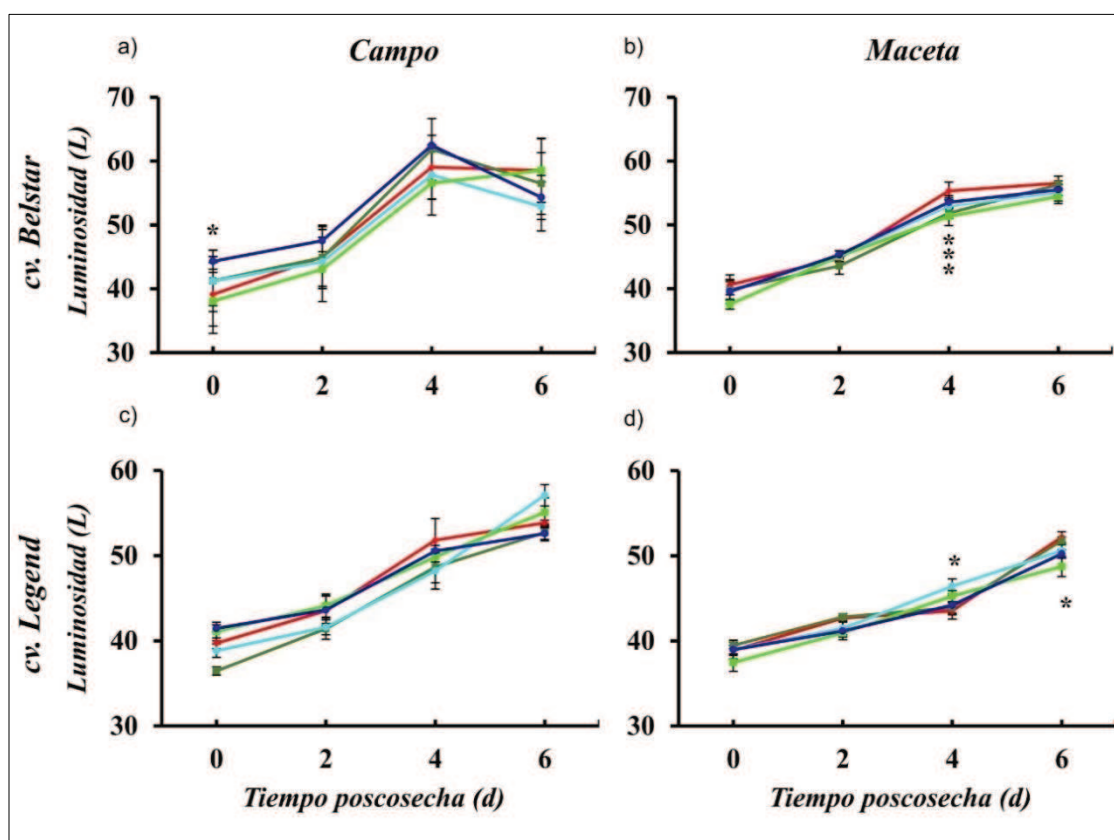 a)
Campo
b)
Maceta
cv. Belstar
Luminosidad (L)
70
60
50
40
30
*
0 2 4 6
70
60
50
40
30
***
0 2 4 6
c)
d)
cv. Legend
Luminosidad (L)
60
50
40
30
0 2 4 6
Tiempo poscosecha (d)
60
50
40
30
*
*
0 2 4 6
Tiempo poscosecha (d)